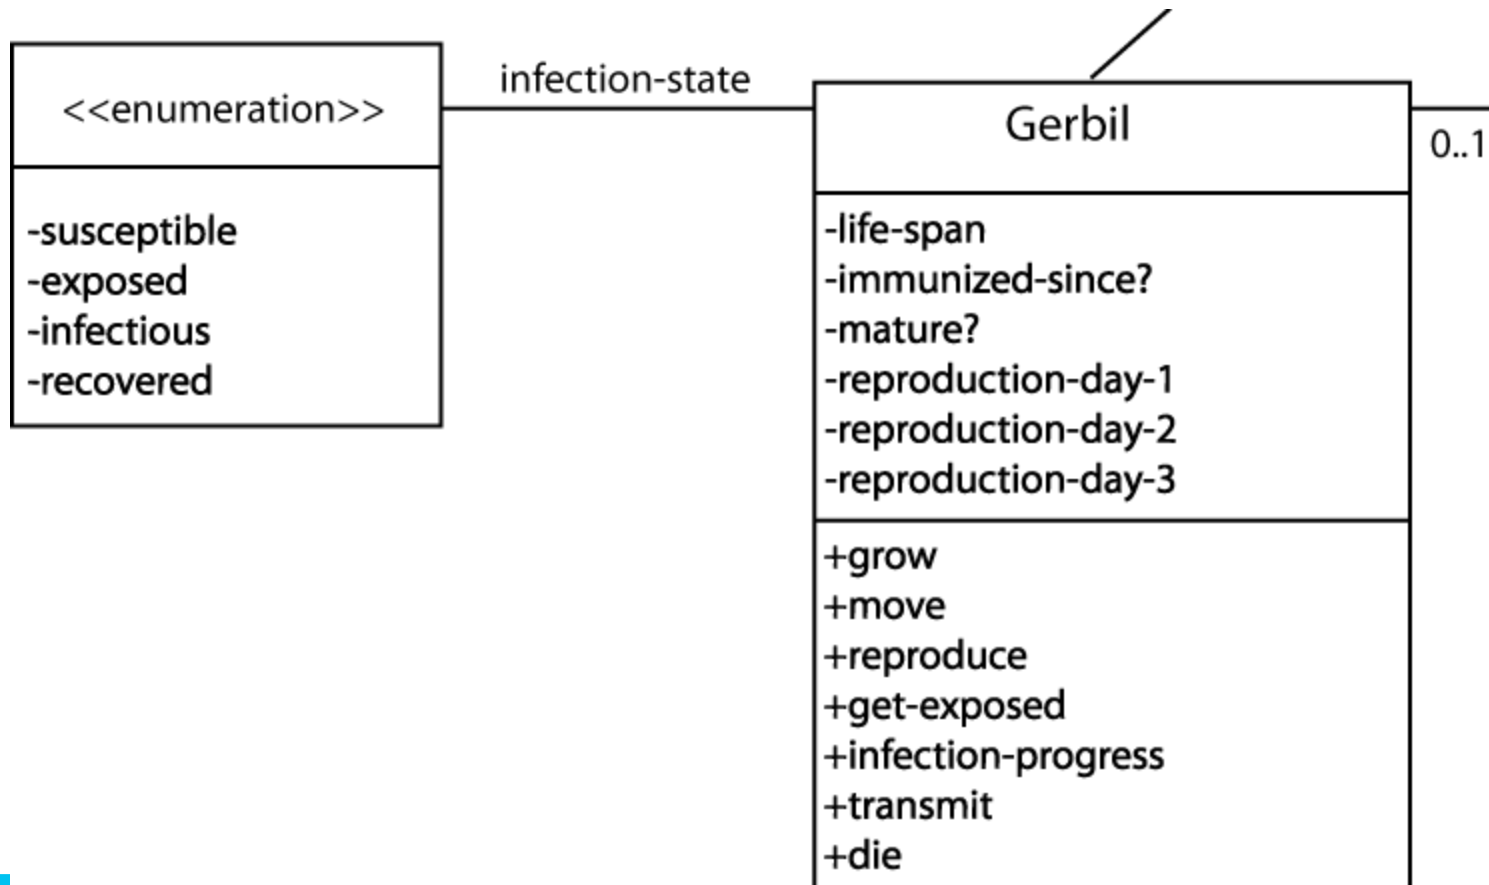 <<enumeration>>
-susceptible
-exposed
-infectious
-recovered
infection-state
Gerbil
-life-span
-immunized-since?
-mature?
-reproduction-day-1
-reproduction-day-2
-reproduction-day-3
+grow
+move
+reproduce
+get-exposed
+infection-progress
+transmit
+die
0..1